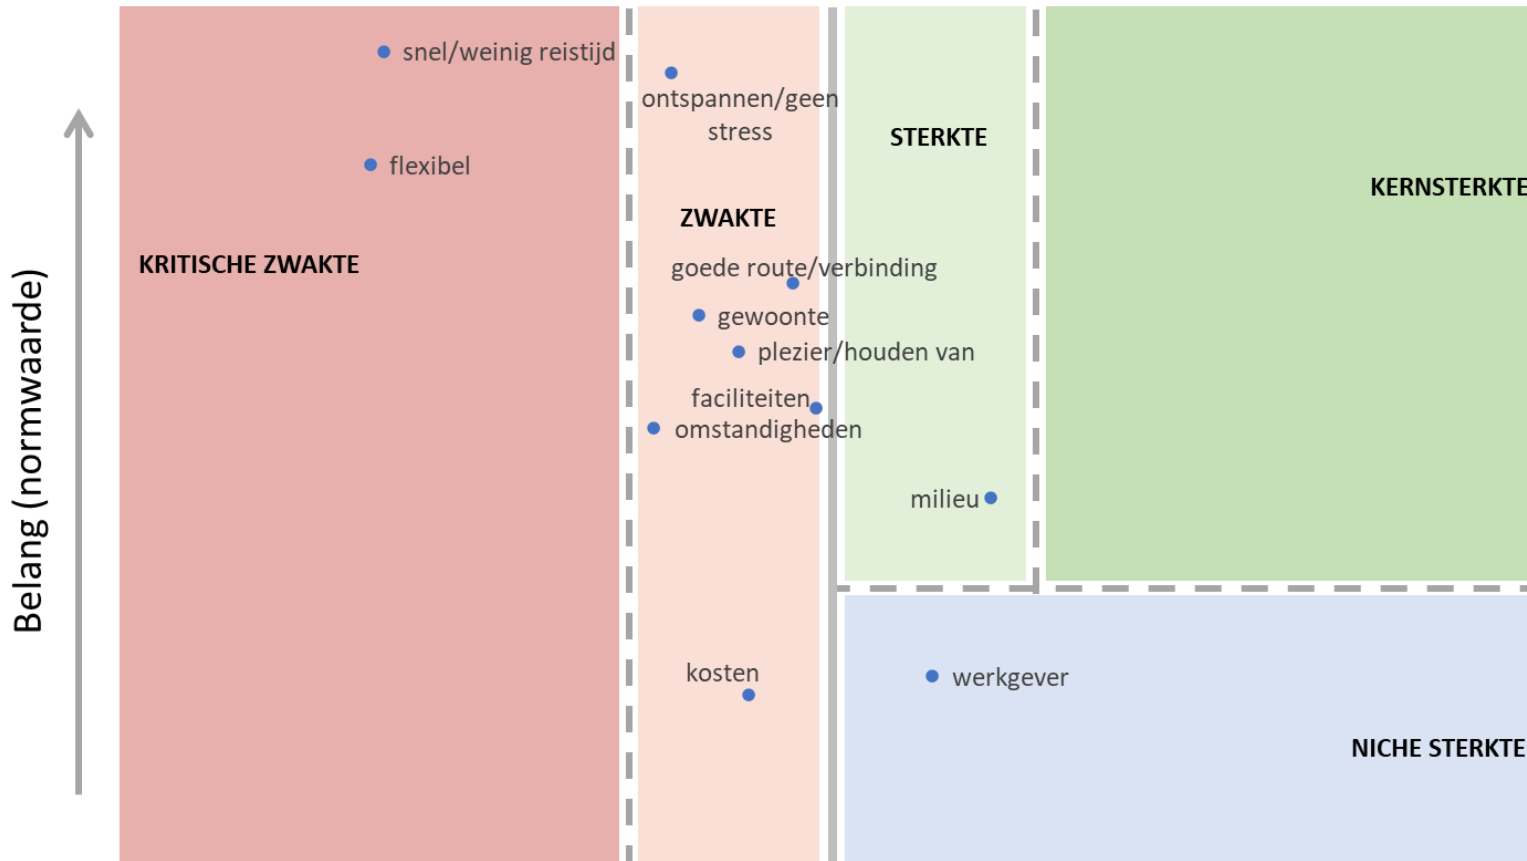 snel/weinig reistijd
ontspannen/geen
stress
STERKTE
flexibel
KERNSTERKTE
ZWAKTE
KRITISCHE ZWAKTE
goede route/verbinding
gewoonte
plezier/houden van
faciliteiten
omstandigheden
Belang (normwaarde)
milieu
kosten
werkgever
NICHE STERKTE